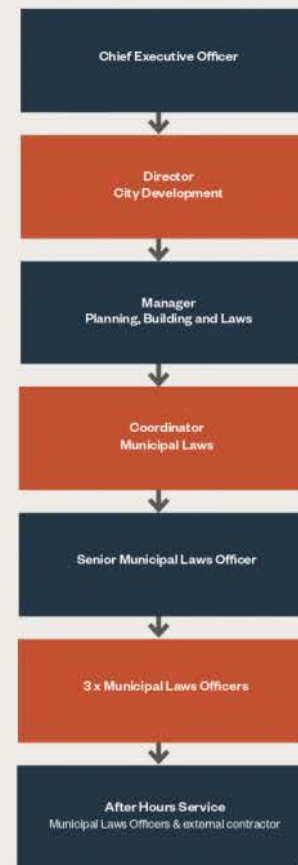 Chief Executive Officer
Director
City Development
Manager
Planning, Building and Laws
Coordinator
Municipal Laws
Senior Municipal Laws Officer
3 x Municipal Laws Officers
After Hours Service
Municipal Laws Officers & external contractor